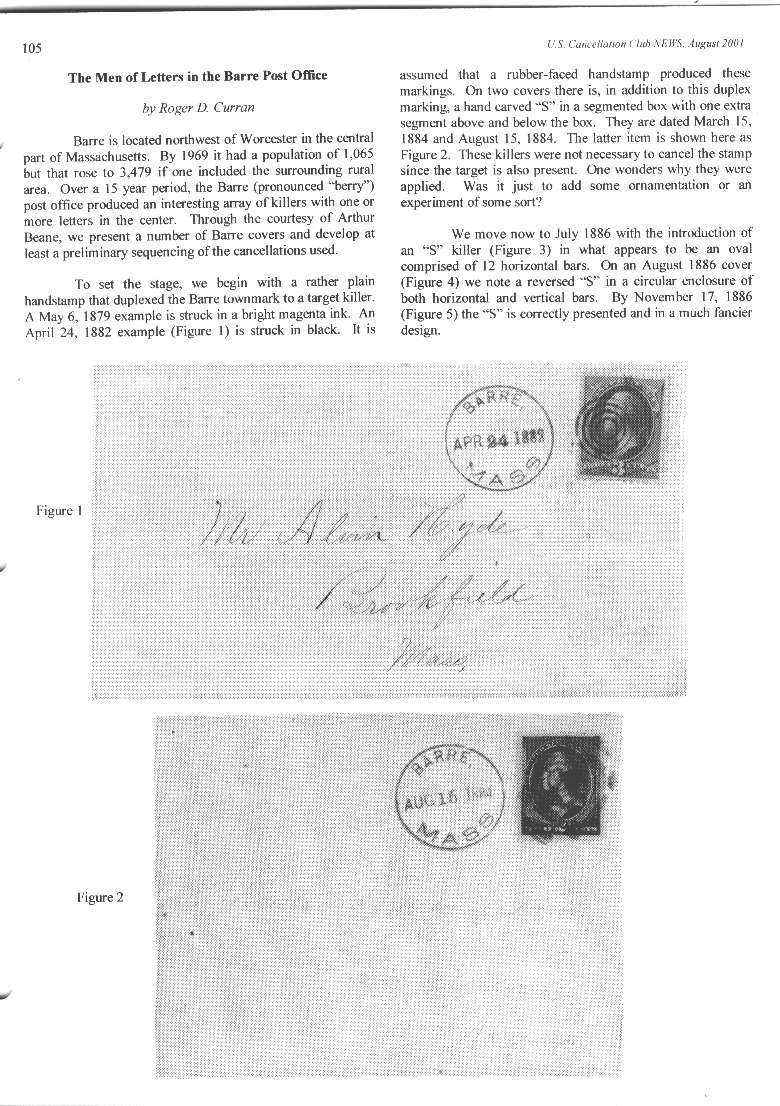 105
U.S. Cancellation Club NEWS, August 2001
The Men of Letters in the Barre Post Office
by Roger D. Curran
Barre is located northwest of Worcester in the central
part of Massachusetts. By 1969 it had a population of 1,065
but that rose to 3,479 if one included the surrounding rural
area. Over a 15 year period, the Barre (pronounced “berry”)
post office produced an interesting array of killers with one or
more letters in the center. Through the courtesy of Arthur
Beane, we present a number of Barre covers and develop at
least a preliminary sequencing of the cancellations used.
To set the stage, we begin with a rather plain
handstamp that duplexed the Barre townmark to a target killer.
A May 6, 1879 example is struck in a bright magenta ink. An
April 24, 1882 example (Figure 1) is struck in black. It is
assumed that a rubber-faced handstamp produced these
markings. On two covers there is, in addition to this duplex
marking, a hand carved “S” in a segmented box with one extra
segment above and below the box. They are dated March 15,
1884 and August 15, 1884. The latter item is shown here as
Figure 2. These killers were not necessary to cancel the stamp
since the target is also present. One wonders why they were
applied. Was it just to add some ornamentation or an
experiment of some sort?
We move now to July 1886 with the introduction of
an “S” killer (Figure 3) in what appears to be an oval
comprised of 12 horizontal bars. On an August 1886 cover
(Figure 4) we note a reversed “S” in a circular enclosure of
both horizontal and vertical bars. By November 17, 1886
(Figure 5) the “S” is correctly presented and in a much fancier
design.
Figure 1
BARRE,
APR 24 1882
MASS
3
Mr Alvin Hyde
Brookfield
Mass,
Figure 2
BARRE,
AUG 15 1884
MASS